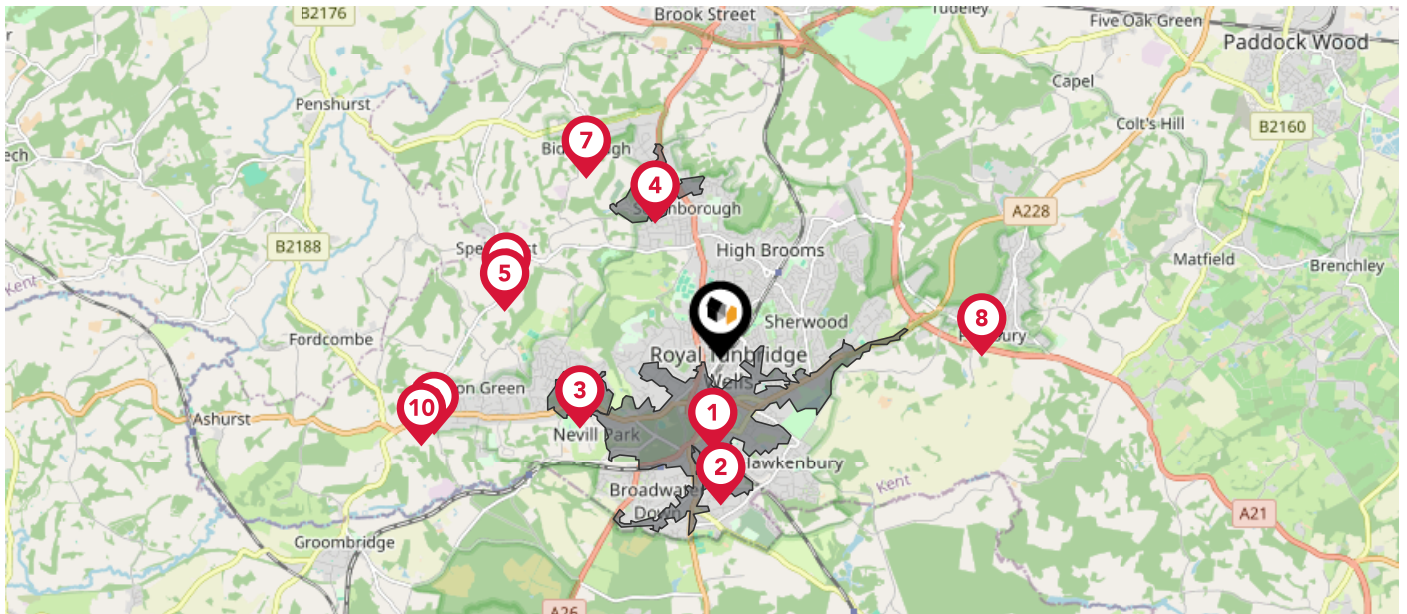 B2176
Brook Street
Five Oak Green
Paddock Wood
Capel
Penshurst
Colt's Hill
B2160
7
4
A228
B2188
High Brooms
Matfield
Brenchley
Kent
5
Sherwood
8
Fordcombe
Royal Tunbridge
Wells
3
on Green
10
1
Ashurst
Nevill Park
2
Hawkenbury
Kent
Broadwater
Down
A21
Groombridge
A26